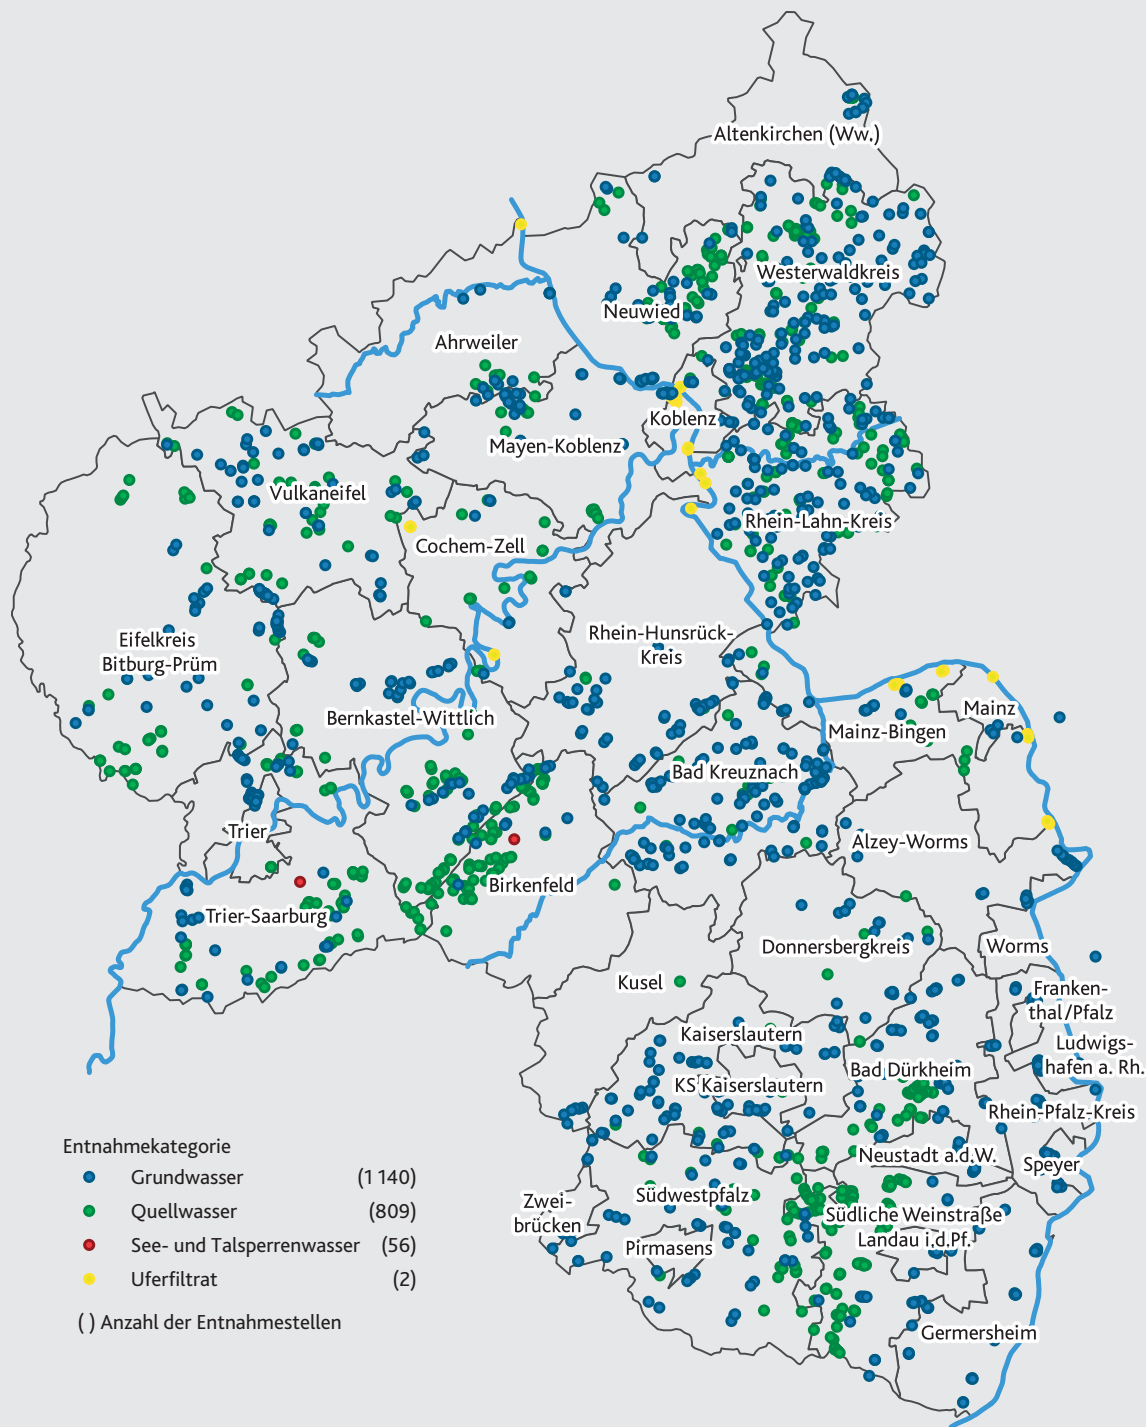 Altenkirchen (Ww.)
Westerwaldkreis
Neuwied
Ahrweiler
Koblenz
Mayen-Koblenz
Vulkaneifel
Rhein-Lahn-Kreis
Cochem-Zell
Eifelkreis
Bitburg-Prüm
Rhein-Hunsrück-
Kreis
Bernkastel-Wittlich
Mainz
Mainz-Bingen
Bad Kreuznach
Trier
Alzey-Worms
Birkenfeld
Trier-Saarburg
Donnersbergkreis
Worms
Kusel
Franken-
thal/Pfalz
Kaiserslautern
Ludwigs-
hafen a. Rh.
Bad Dürkheim
KS Kaiserslautern
Rhein-Pfalz-Kreis
Neustadt a.d.W.
Speyer
Südwestpfalz
Zwei-
brücken
Südliche Weinstraße
Landau i.d.Pf.
Pirmasens
Germersheim
Entnahmekategorie
Grundwasser (1 140)
Quellwasser (809)
See- und Talsperrenwasser (56)
Uferfiltrat (2)
( ) Anzahl der Entnahmestellen